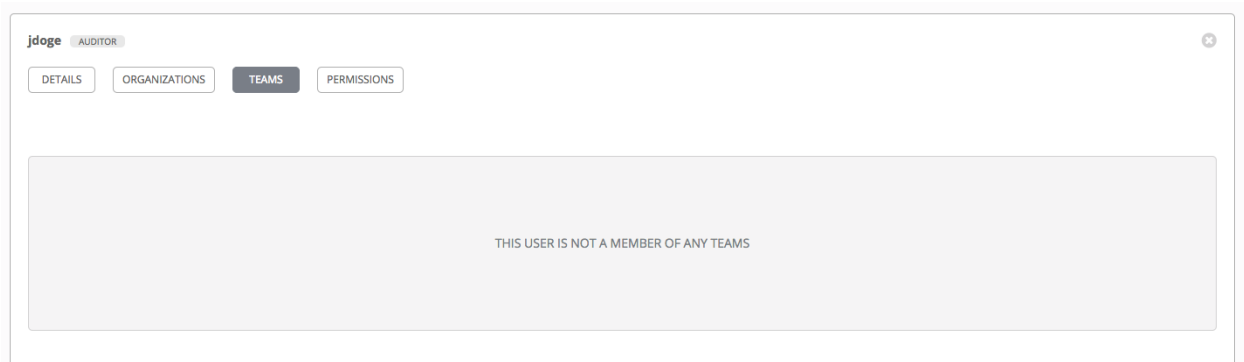 jdoge AUDITOR
DETAILS ORGANIZATIONS TEAMS PERMISSIONS
THIS USER IS NOT A MEMBER OF ANY TEAMS